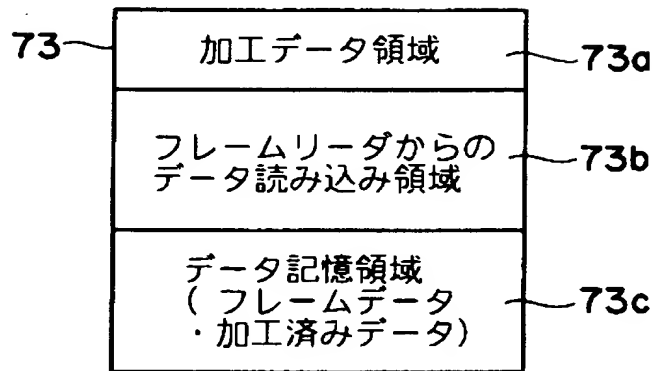 73
加工データ領域
73a
フレームリーダからの
データ読み込み領域
73b
データ記憶領域
(フレームデータ
・加工済みデータ)
73c